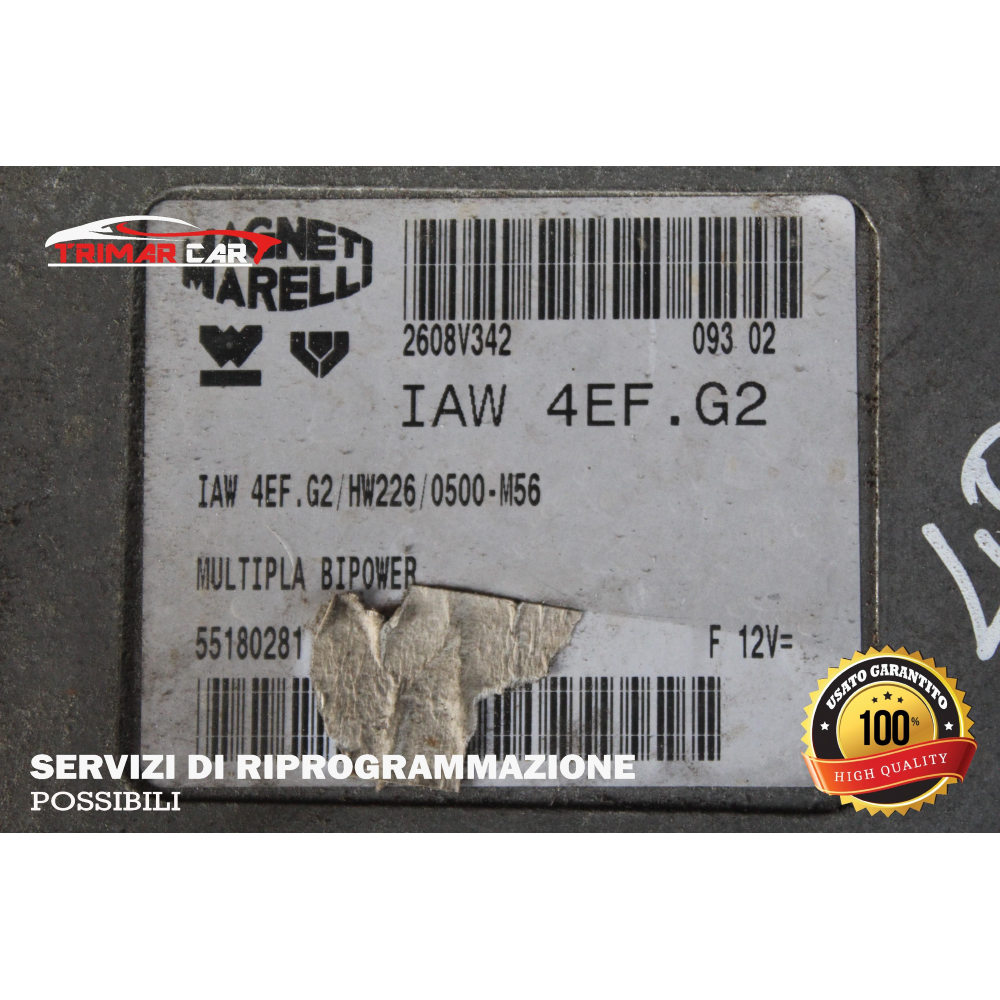 MAGNETI
MARELLI
TRIMAR CAR
2608V342 093 02
IAW 4EF.G2
IAW 4EF.G2/HW226/0500-M56
MULTIPLA BIPOWER
55180281 F 12V=
USATO GARANTITO
100%
HIGH QUALITY
SERVIZI DI RIPROGRAMMAZIONE
POSSIBILI